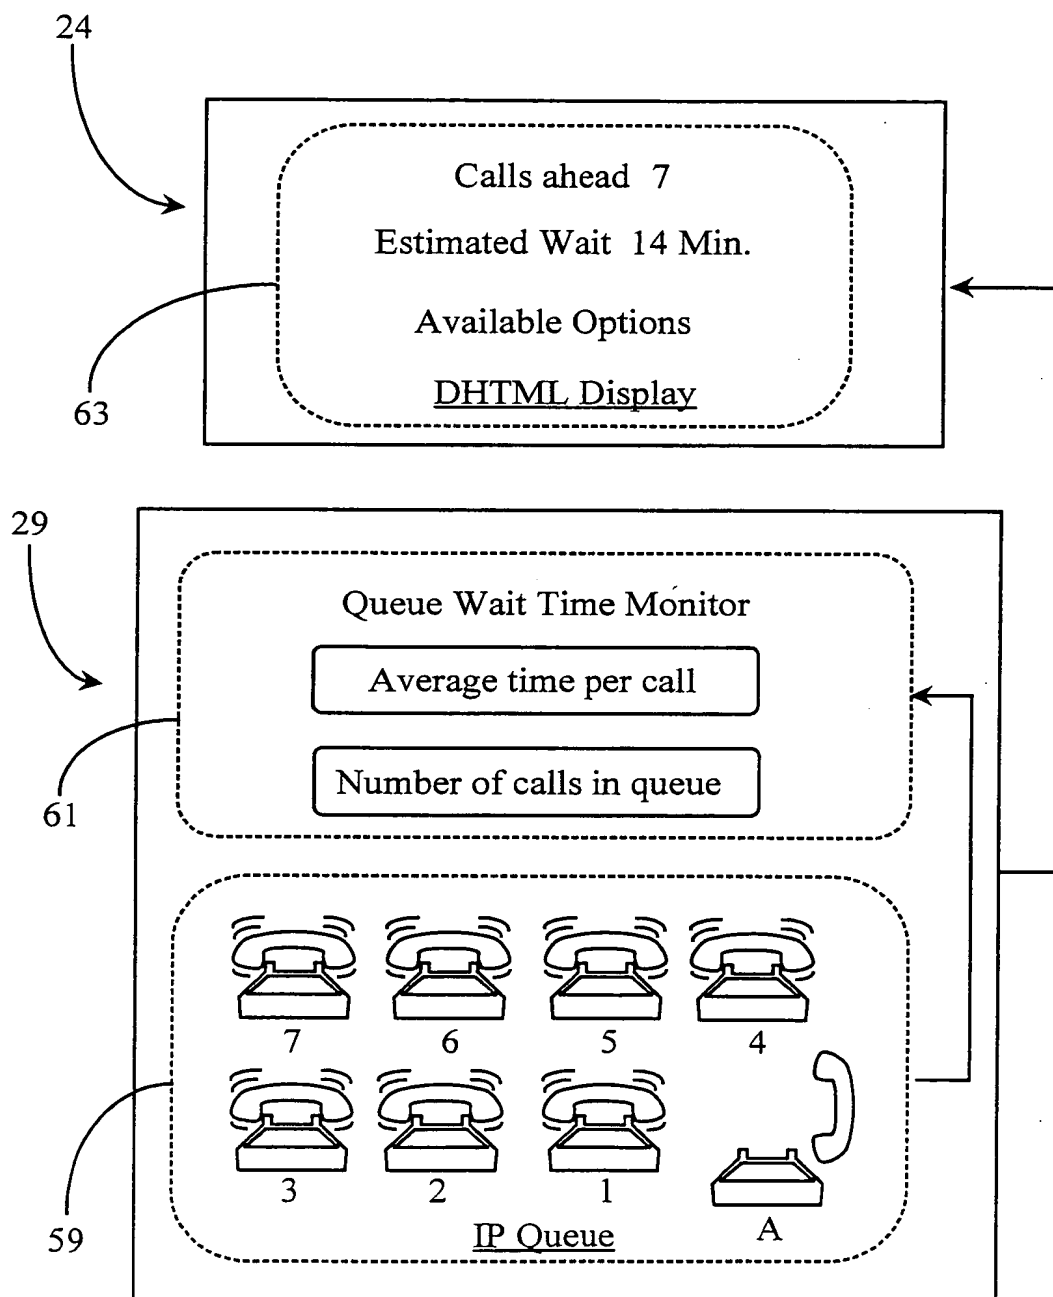 24
Calls ahead 7
Estimated Wait 14 Min.
Available Options
DHTML Display
63
29
Queue Wait Time Monitor
Average time per call
Number of calls in queue
61
7 6 5 4
3 2 1 A
IP Queue
59